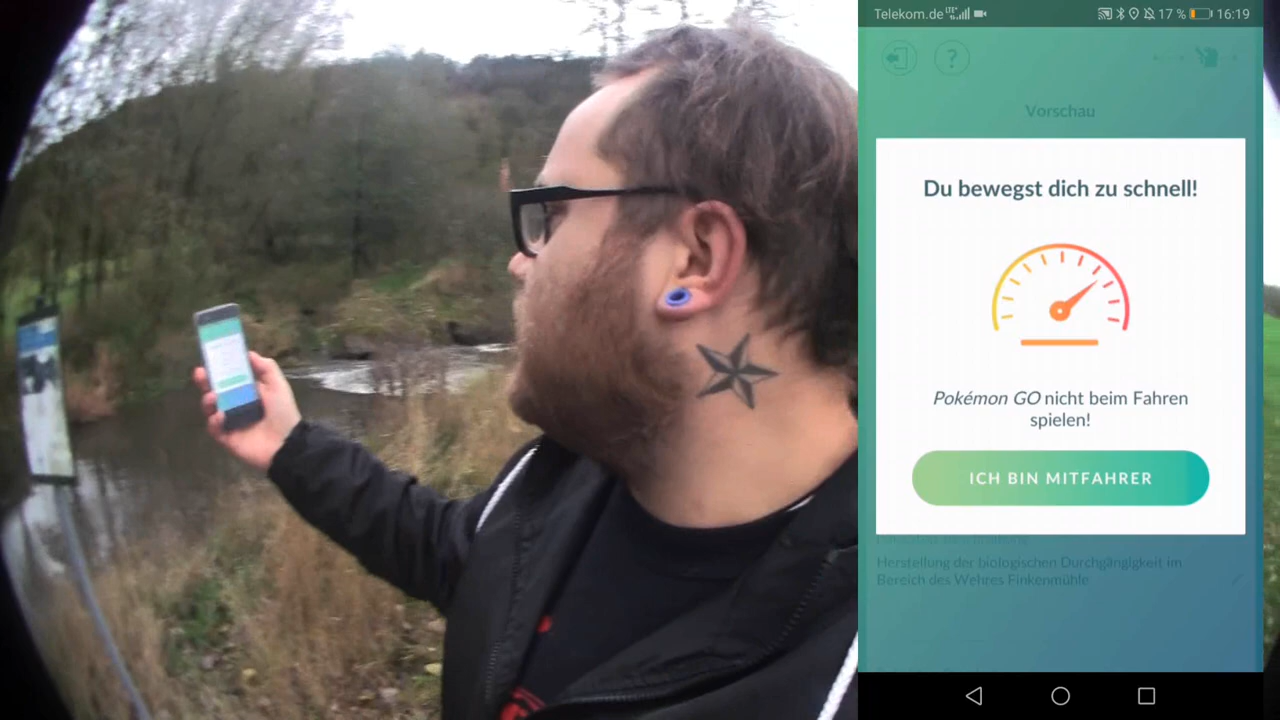 Telekom.de 17 % 16:19
?
Vorschau
Du bewegst dich zu schnell!
Pokémon GO nicht beim Fahren
spielen!
ICH BIN MITFAHRER
Herstellung der biologischen Durchgängigkeit im
Bereich des Wehres Finkenmühle